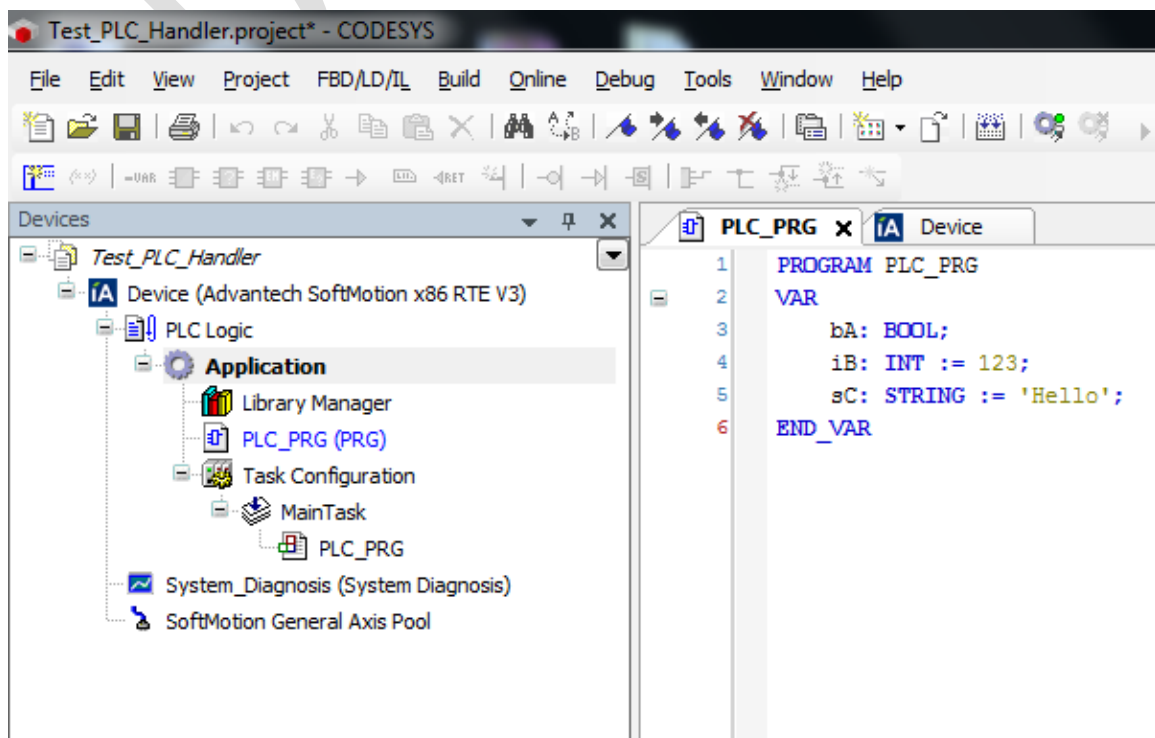 Test_PLC_Handler.project* - CODESYS
File Edit View Project FBD/LD/IL Build Online Debug Tools Window Help
Devices
PLC_PRG
Device
Test_PLC_Handler
Device (Advantech SoftMotion x86 RTE V3)
PLC Logic
Application
Library Manager
PLC_PRG (PRG)
Task Configuration
MainTask
PLC_PRG
System_Diagnosis (System Diagnosis)
SoftMotion General Axis Pool
1 PROGRAM PLC_PRG
2 VAR
3 bA: BOOL;
4 iB: INT := 123;
5 sC: STRING := 'Hello';
6 END_VAR